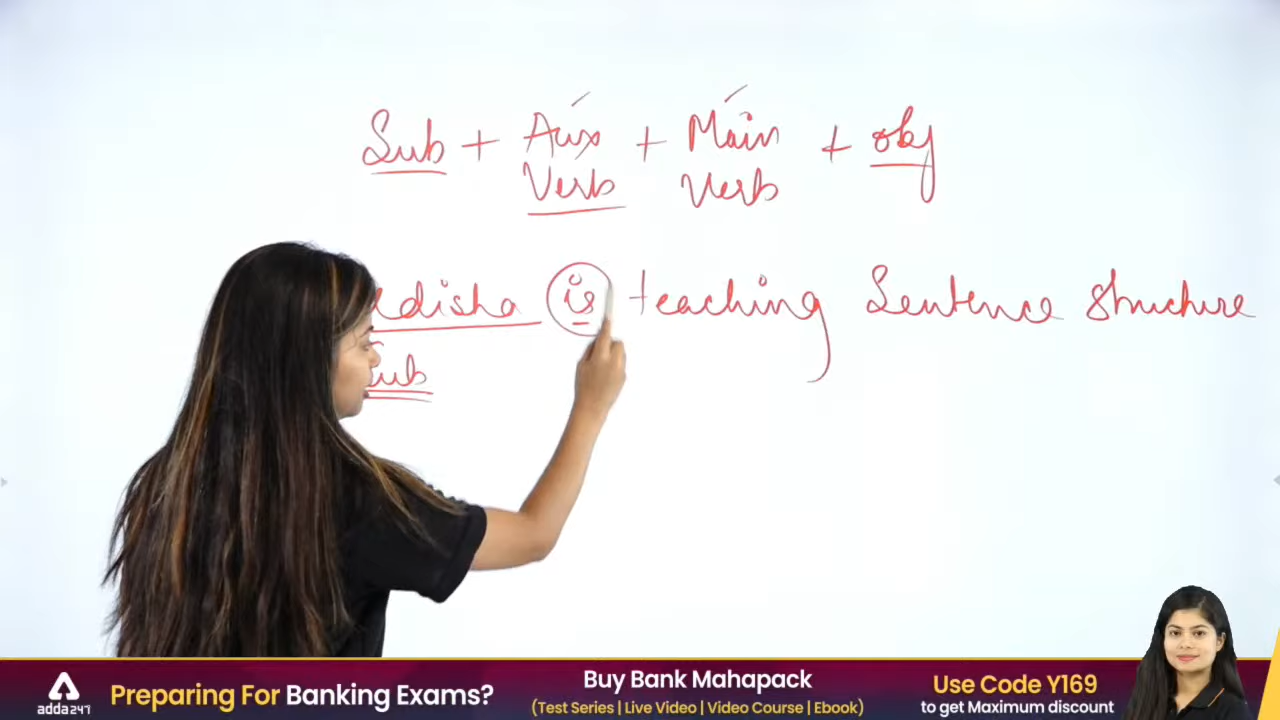 Sub + Aux + Main + obj
Verb Verb
is teaching Sentence structure
Sub
adda247
Preparing For Banking Exams?
Buy Bank Mahapack
(Test Series | Live Video | Video Course | Ebook)
Use Code Y169
to get Maximum discount